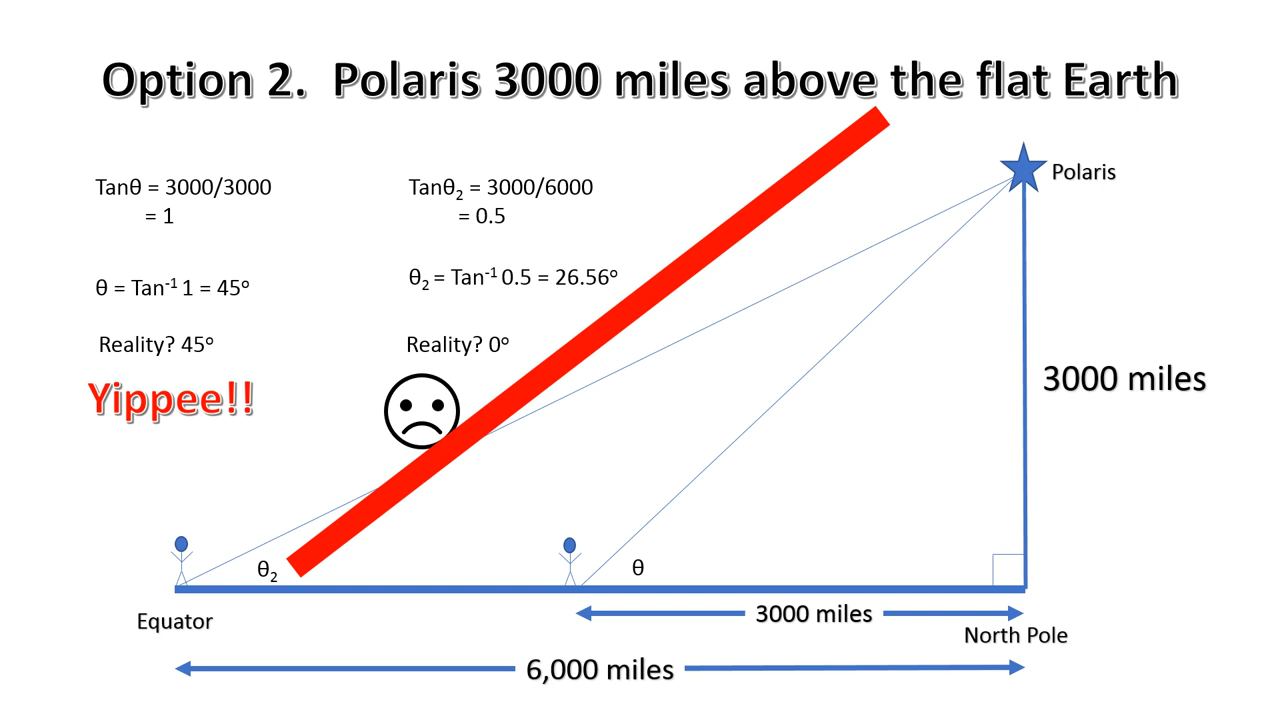 Option 2.  Polaris 3000 miles above the flat Earth
Tanθ = 3000/3000
= 1
θ = Tan⁻¹ 1 = 45º
Reality? 45º
Yippee!!
Tanθ₂ = 3000/6000
= 0.5
θ₂ = Tan⁻¹ 0.5 = 26.56º
Reality? 0º
Polaris
3000 miles
θ₂
θ
Equator
3000 miles
North Pole
6,000 miles